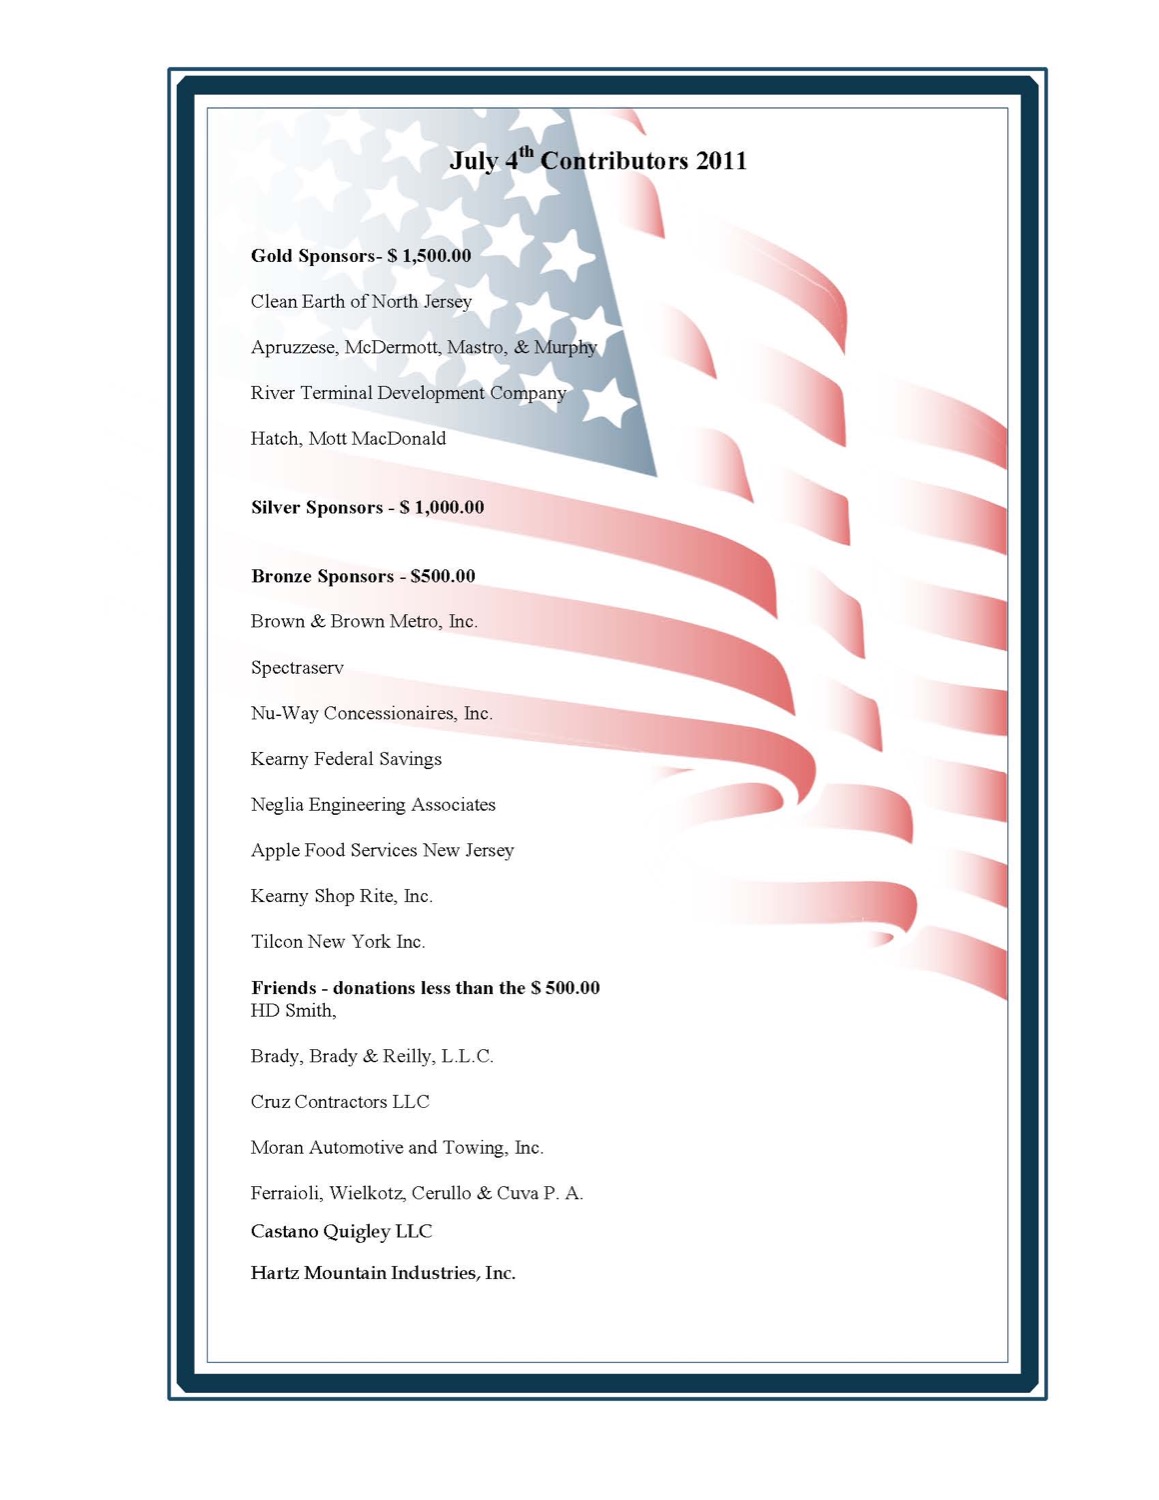 July 4th Contributors 2011
Gold Sponsors- $ 1,500.00
Clean Earth of North Jersey
Apruzzese, McDermott, Mastro, & Murphy
River Terminal Development Company
Hatch, Mott MacDonald
Silver Sponsors - $ 1,000.00
Bronze Sponsors - $500.00
Brown & Brown Metro, Inc.
Spectraserv
Nu-Way Concessionaires, Inc.
Kearny Federal Savings
Neglia Engineering Associates
Apple Food Services New Jersey
Kearny Shop Rite, Inc.
Tilcon New York Inc.
Friends - donations less than the $ 500.00
HD Smith,
Brady, Brady & Reilly, L.L.C.
Cruz Contractors LLC
Moran Automotive and Towing, Inc.
Ferraioli, Wielkotz, Cerullo & Cuva P. A.
Castano Quigley LLC
Hartz Mountain Industries, Inc.